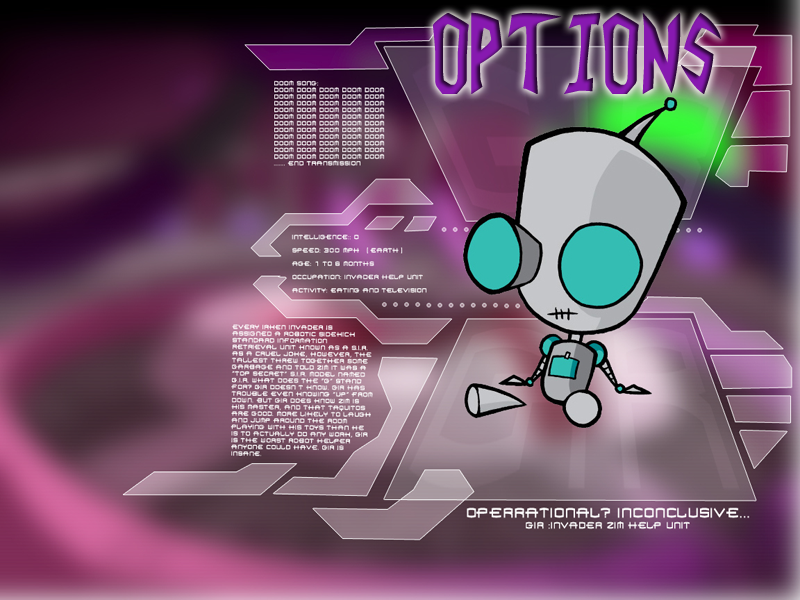 OPTIONS
DOOM SONG:
DOOM DOOM DOOM DOOM DOOM
DOOM DOOM DOOM DOOM DOOM
DOOM DOOM DOOM DOOM DOOM
DOOM DOOM DOOM DOOM DOOM
DOOM DOOM DOOM DOOM DOOM
DOOM DOOM DOOM DOOM DOOM
DOOM DOOM DOOM DOOM DOOM
DOOM DOOM DOOM DOOM DOOM
DOOM DOOM DOOM DOOM DOOM
DOOM DOOM DOOM DOOM DOOM
DOOM DOOM DOOM DOOM DOOM
...... END TRANSMISSION
INTELLIGENCE: 0
SPEED: 300 MPH (EARTH)
AGE: 1 TO 6 MONTHS
OCCUPATION: INVADER HELP UNIT
ACTIVITY: EATING AND TELEVISION
EVERY IRKEN INVADER IS
ASSIGNED A ROBOTIC SIDEKICK
STANDARD INFORMATION
RETRIEVAL UNIT KNOWN AS A S.I.R.
AS A CRUEL JOKE, HOWEVER, THE
TALLEST THREW TOGETHER SOME
GARBAGE AND TOLD ZIM IT WAS A
"TOP SECRET" S.I.R. MODEL NAMED
G.I.R. WHAT DOES THE "G" STAND
FOR? GIR DOESN'T KNOW. GIR HAS
TROUBLE EVEN KNOWING "UP" FROM
DOWN. BUT GIR DOES KNOW ZIM IS
HIS MASTER, AND THAT TAQUITOS
ARE GOOD. MORE LIKELY TO LAUGH
AND JUMP AROUND THE ROOM
PLAYING WITH HIS TOYS THAN HE
IS TO ACTUALLY DO ANY WORK, GIR
IS THE WORST ROBOT HELPER
ANYONE COULD HAVE. GIR IS
INSANE.
OPERRATIONAL? INCONCLUSIVE...
GIR :INVADER ZIM HELP UNIT